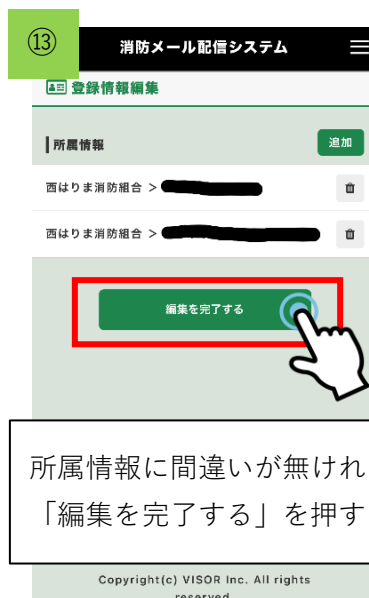 ⑬
消防メール配信システム
登録情報編集
所属情報
追加
西はりま消防組合 >
西はりま消防組合 >
編集を完了する
所属情報に間違いが無けれ
「編集を完了する」を押す
Copyright(c) VISOR Inc. All rights
reserved